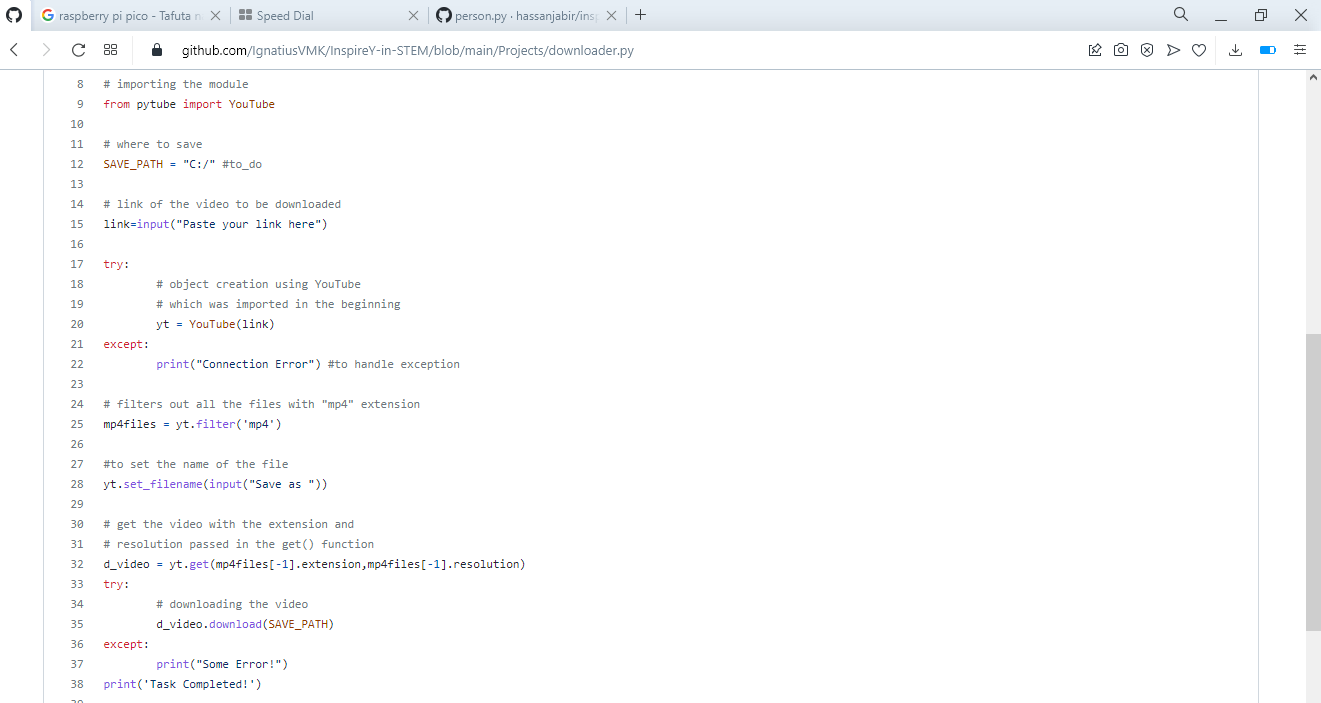 raspberry pi pico - Tafuta n
Speed Dial
person.py · hassanjabir/insp
github.com/IgnatiusVMK/InspireY-in-STEM/blob/main/Projects/downloader.py
8 # importing the module
9 from pytube import YouTube
10
11 # where to save
12 SAVE_PATH = "C:/" #to_do
13
14 # link of the video to be downloaded
15 link=input("Paste your link here")
16
17 try:
18 # object creation using YouTube
19 # which was imported in the beginning
20 yt = YouTube(link)
21 except:
22 print("Connection Error") #to handle exception
23
24 # filters out all the files with "mp4" extension
25 mp4files = yt.filter('mp4')
26
27 #to set the name of the file
28 yt.set_filename(input("Save as "))
29
30 # get the video with the extension and
31 # resolution passed in the get() function
32 d_video = yt.get(mp4files[-1].extension,mp4files[-1].resolution)
33 try:
34 # downloading the video
35 d_video.download(SAVE_PATH)
36 except:
37 print("Some Error!")
38 print('Task Completed!')